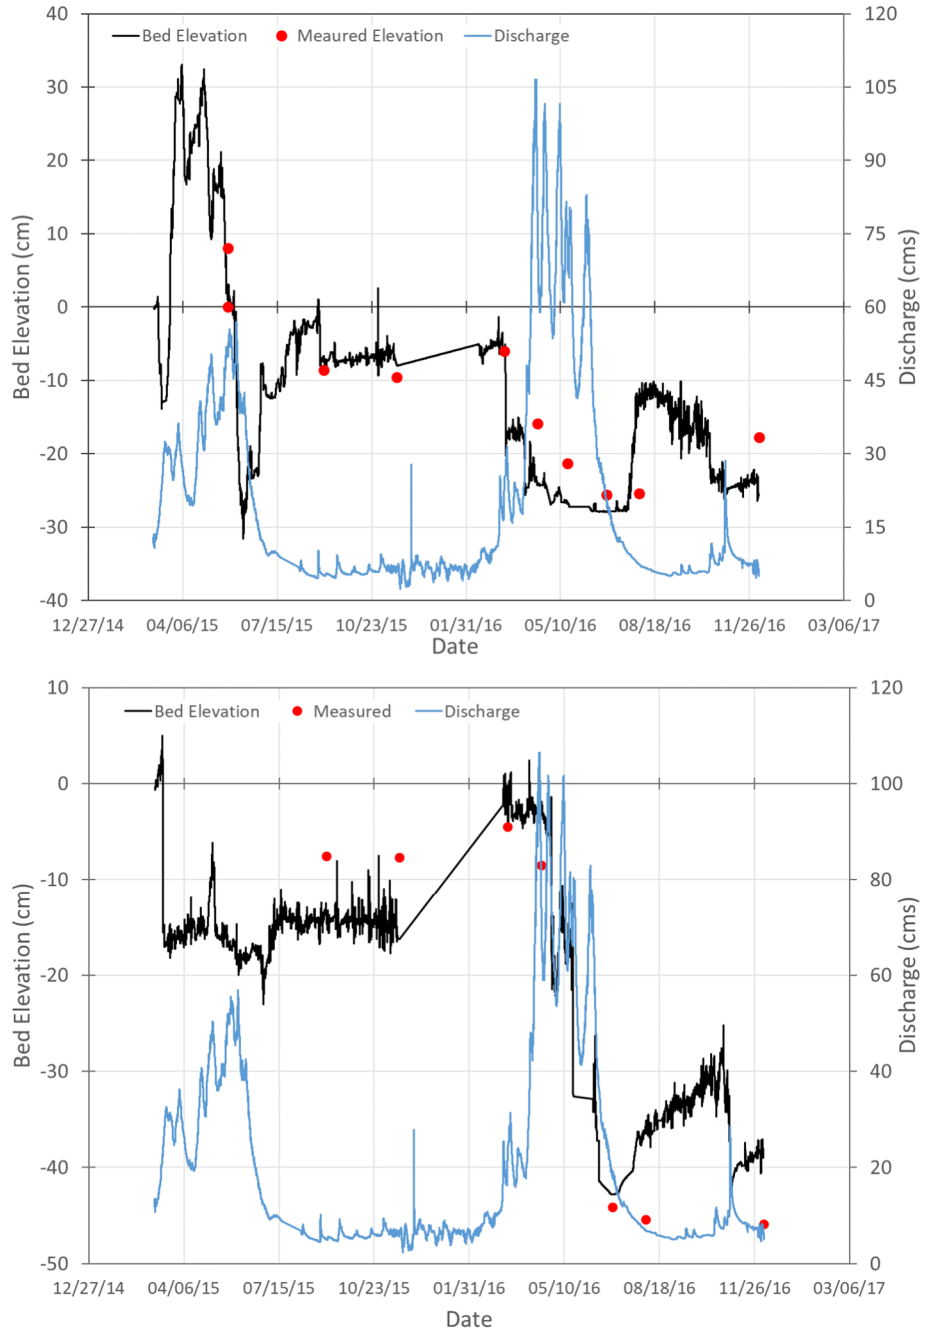 40 120
Bed Elevation Meaured Elevation Discharge
30 105
20 90
10 75
0 60
-10 45
-20 30
-30 15
-40 0
Bed Elevation (cm)
Discharge (cms)
12/27/14 04/06/15 07/15/15 10/23/15 01/31/16 05/10/16 08/18/16 11/26/16 03/06/17
Date
10 120
Bed Elevation Measured Discharge
0 100
-10 80
-20 60
-30 40
-40 20
-50 0
Bed Elevation (cm)
Discharge (cms)
12/27/14 04/06/15 07/15/15 10/23/15 01/31/16 05/10/16 08/18/16 11/26/16 03/06/17
Date